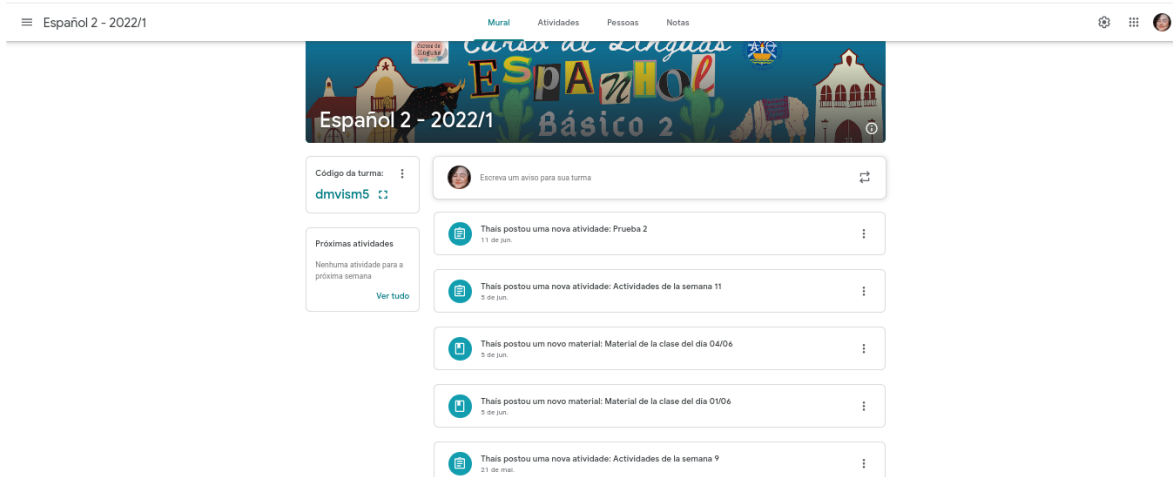 Español 2 - 2022/1
Mural Atividades Pessoas Notas
Cursos de Línguas
Curso de Línguas
ESPAnhOl
Básico 2
Español 2 - 2022/1
Código da turma:
dmvism5
Escreva um aviso para sua turma
Próximas atividades
Nenhuma atividade para a
próxima semana
Ver tudo
Thaís postou uma nova atividade: Prueba 2
11 de jun.
Thaís postou uma nova atividade: Actividades de la semana 11
5 de jun.
Thaís postou um novo material: Material de la clase del día 04/06
5 de jun.
Thaís postou um novo material: Material de la clase del día 01/06
5 de jun.
Thaís postou uma nova atividade: Actividades de la semana 9
21 de mai.